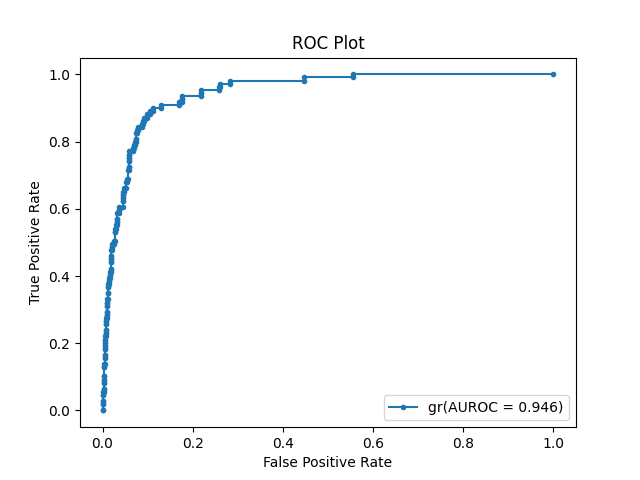 ROC Plot
True Positive Rate
1.0
0.8
0.6
0.4
0.2
0.0
gr(AUROC = 0.946)
0.0 0.2 0.4 0.6 0.8 1.0
False Positive Rate